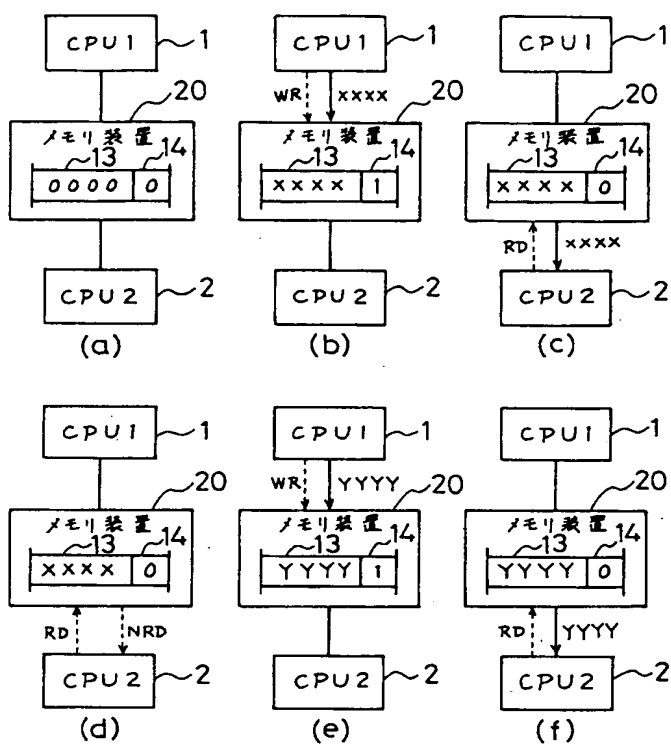 CPU1 1 CPU1 1 CPU1 1
WR XXXX
20 20 20
メモリ装置 メモリ装置 メモリ装置
13 14 13 14 13 14
0000 0 XXXX 1 XXXX 0
RD XXXX
CPU2 2 CPU2 2 CPU2 2
(a) (b) (c)
CPU1 1 CPU1 1 CPU1 1
WR YYYY
20 20 20
メモリ装置 メモリ装置 メモリ装置
13 14 13 14 13 14
XXXX 0 YYYY 1 YYYY 0
RD NRD RD YYYY
CPU2 2 CPU2 2 CPU2 2
(d) (e) (f)